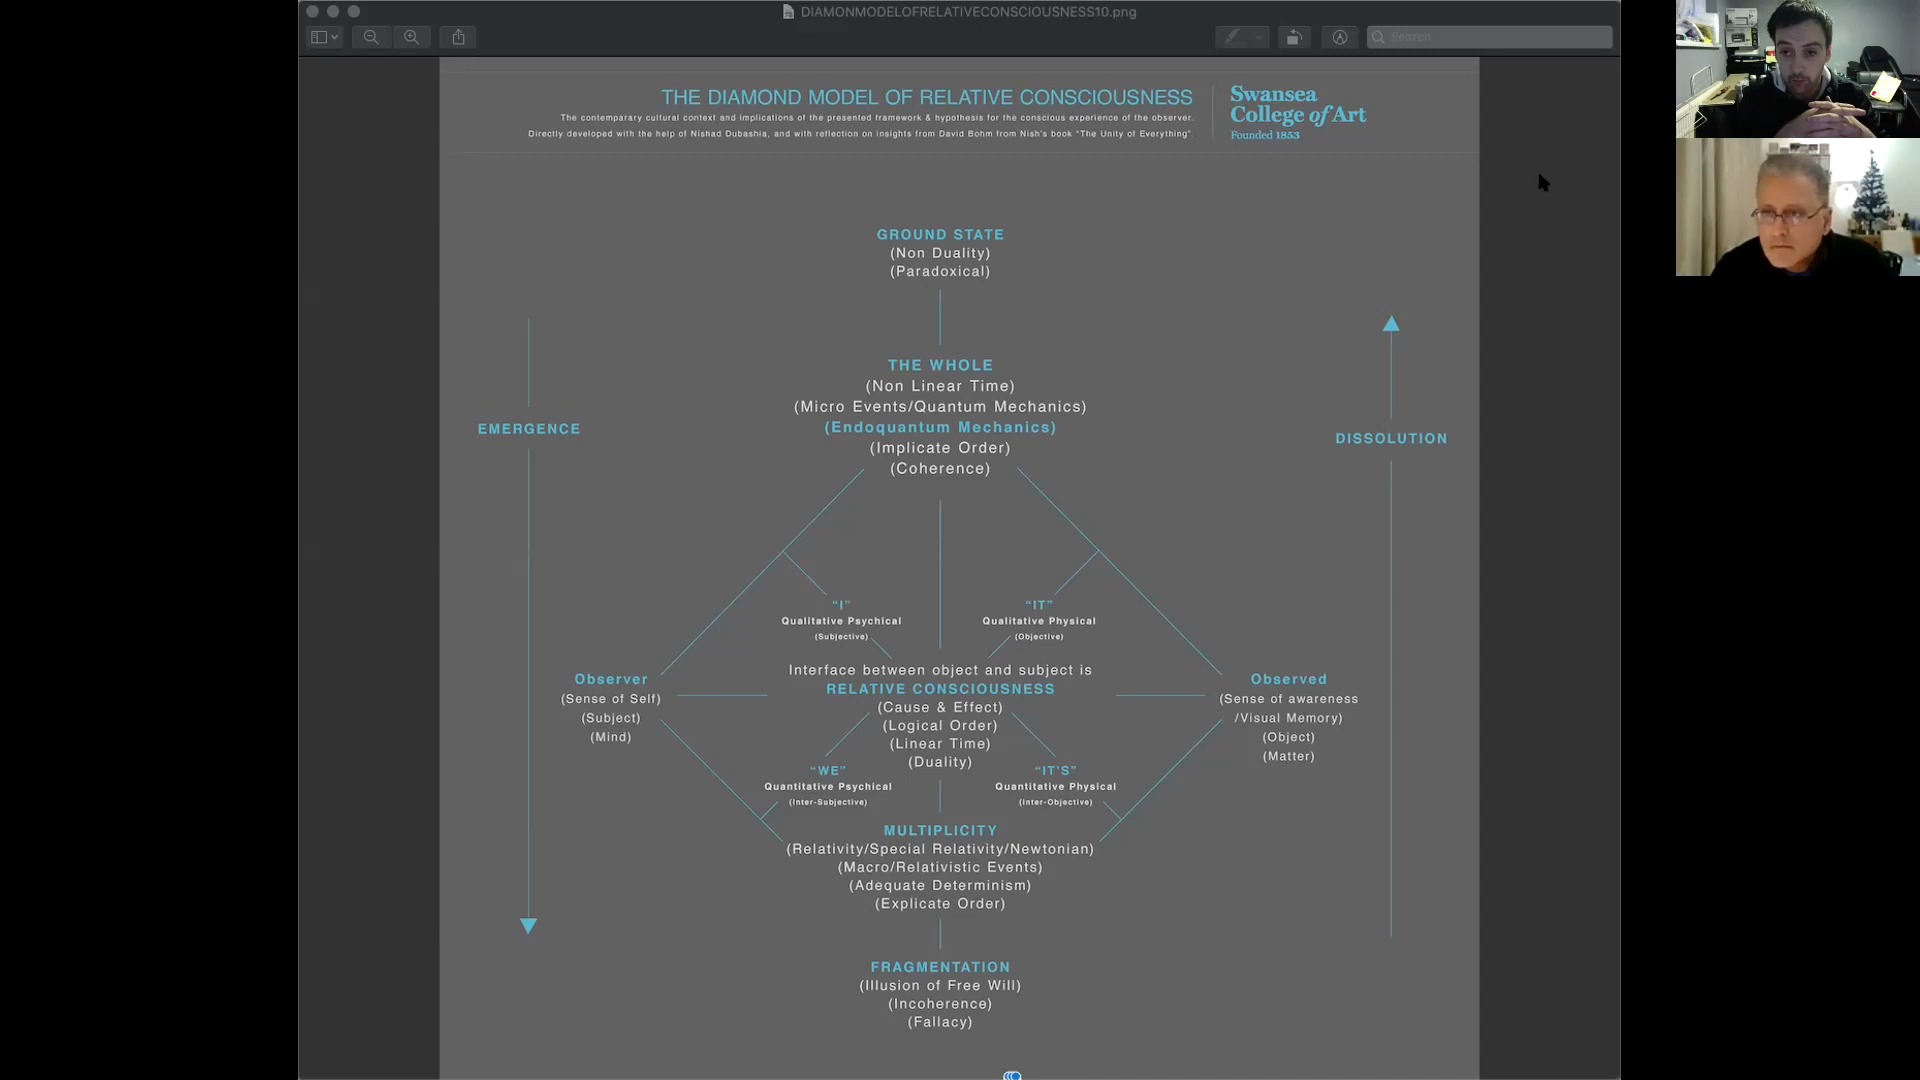 DIAMONMODELOFRELATIVECONSCIOUSNESS10.png
Search
THE DIAMOND MODEL OF RELATIVE CONSCIOUSNESS
The contemparary cultural context and implications of the presented framework & hypothesis for the conscious experience of the observer.
Directly developed with the help of Nishad Dubashia, and with reflection on insights from David Bohm from Nish's book "The Unity of Everything".
Swansea
College of Art
Founded 1853
GROUND STATE
(Non Duality)
(Paradoxical)
THE WHOLE
(Non Linear Time)
(Micro Events/Quantum Mechanics)
(Endoquantum Mechanics)
(Implicate Order)
(Coherence)
EMERGENCE
DISSOLUTION
“I”
Qualitative Psychical
(Subjective)
“IT”
Qualitative Physical
(Objective)
Interface between object and subject is
RELATIVE CONSCIOUSNESS
(Cause & Effect)
(Logical Order)
(Linear Time)
(Duality)
Observer
(Sense of Self)
(Subject)
(Mind)
Observed
(Sense of awareness
/Visual Memory)
(Object)
(Matter)
“WE”
Quantitative Psychical
(Inter-Subjective)
“IT’S”
Quantitative Physical
(Inter-Objective)
MULTIPLICITY
(Relativity/Special Relativity/Newtonian)
(Macro/Relativistic Events)
(Adequate Determinism)
(Explicate Order)
FRAGMENTATION
(Illusion of Free Will)
(Incoherence)
(Fallacy)